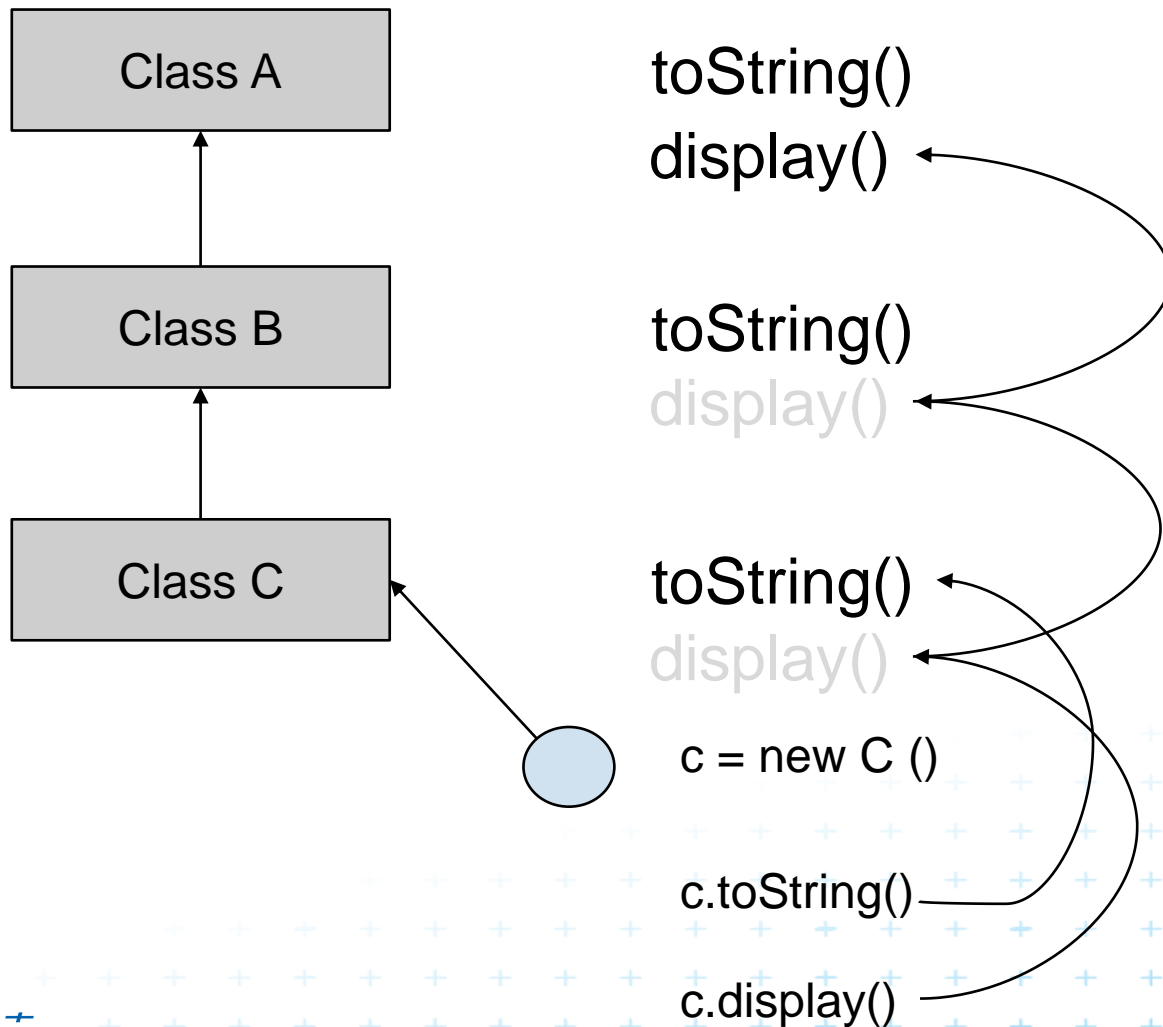 Class A
toString()
display()
Class B
toString()
display()
Class C
toString()
display()
c = new C ()
c.toString()
c.display()